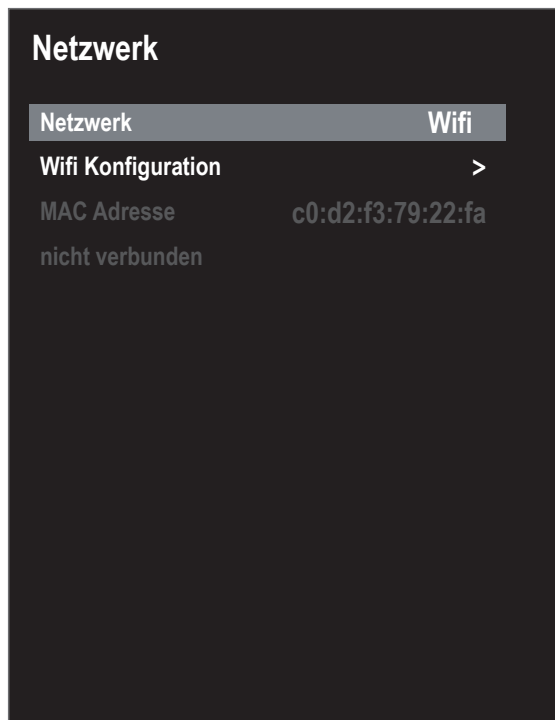 Netzwerk
Netzwerk Wifi
Wifi Konfiguration >
MAC Adresse c0:d2:f3:79:22:fa
nicht verbunden